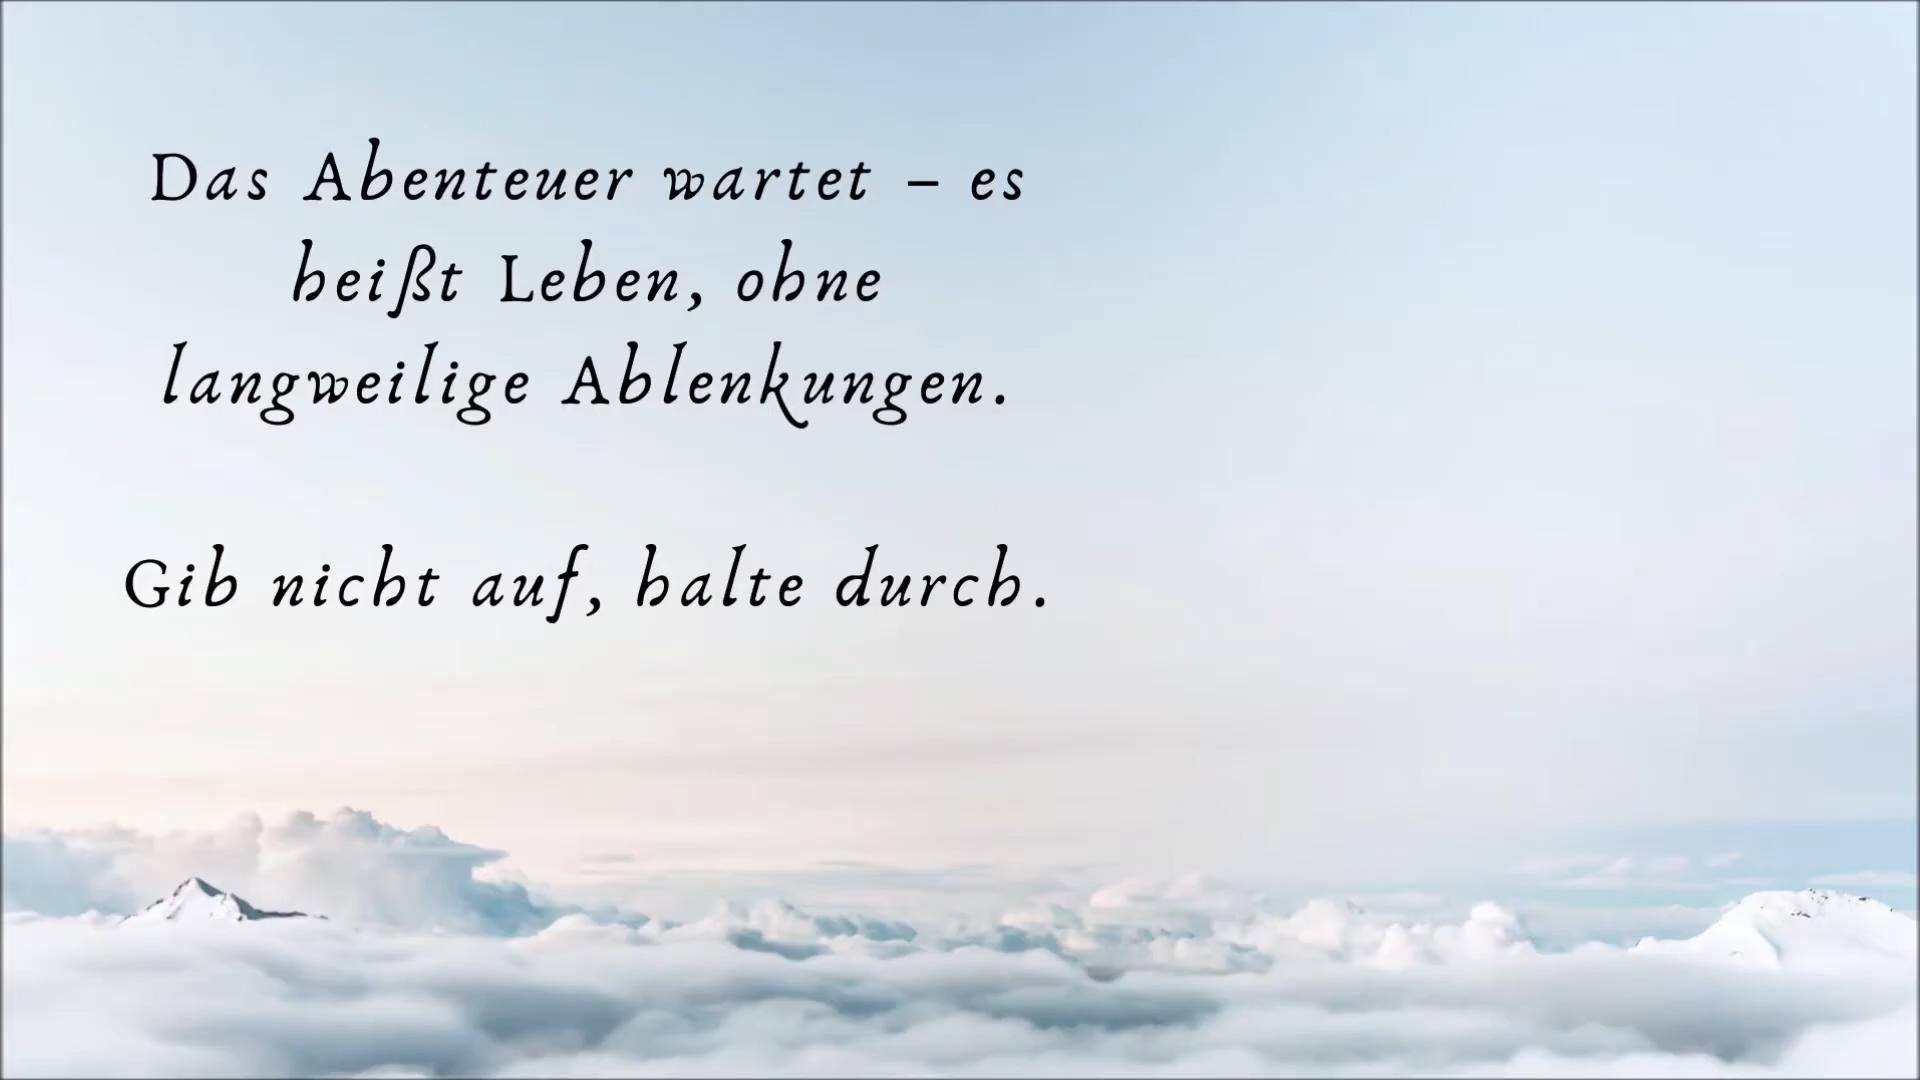 Das Abenteuer wartet – es
heißt Leben, ohne
langweilige Ablenkungen.
Gib nicht auf, halte durch.